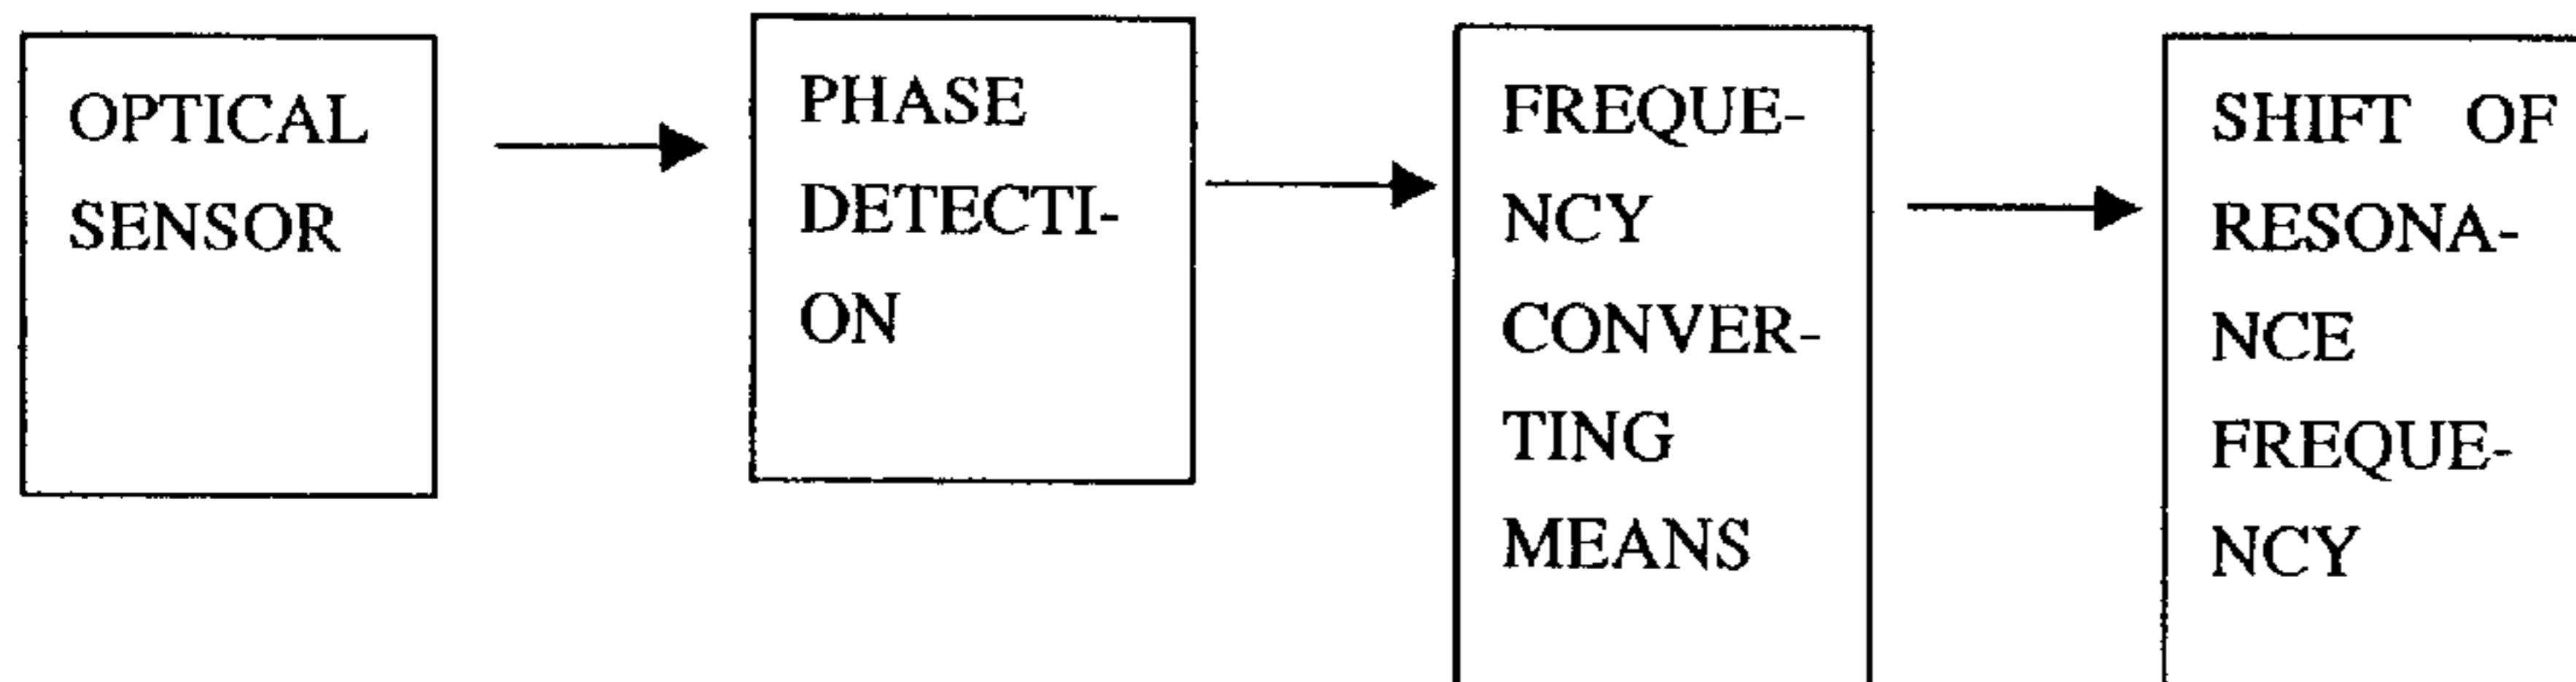 OPTICAL
SENSOR
PHASE
DETECTI-
ON
FREQUE-
NCY
CONVER-
TING
MEANS
SHIFT OF
RESONA-
NCE
FREQUE-
NCY